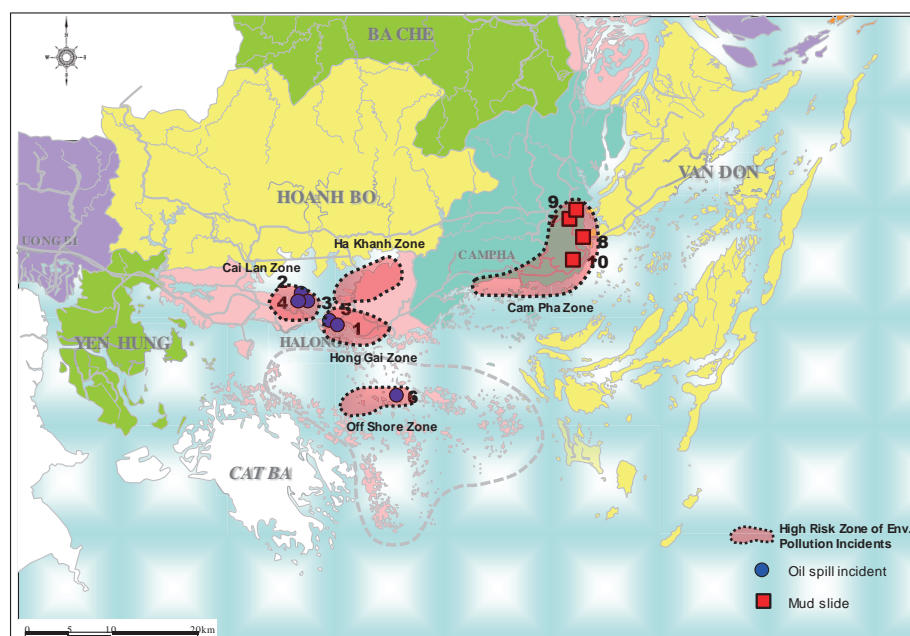 BA CHE
N
W
E
S
VAN DON
HOANH BO
9
7
8
10
UONG BI
Ha Khanh Zone
CAMPHA
Cai Lan Zone
2
4
3
5
Cam Pha Zone
1
YEN HUNG
HALONG
Hong Gai Zone
6
Off Shore Zone
CAT BA
High Risk Zone of Env.
Pollution Incidents
Oil spill incident
Mud slide
0 5 10 20km